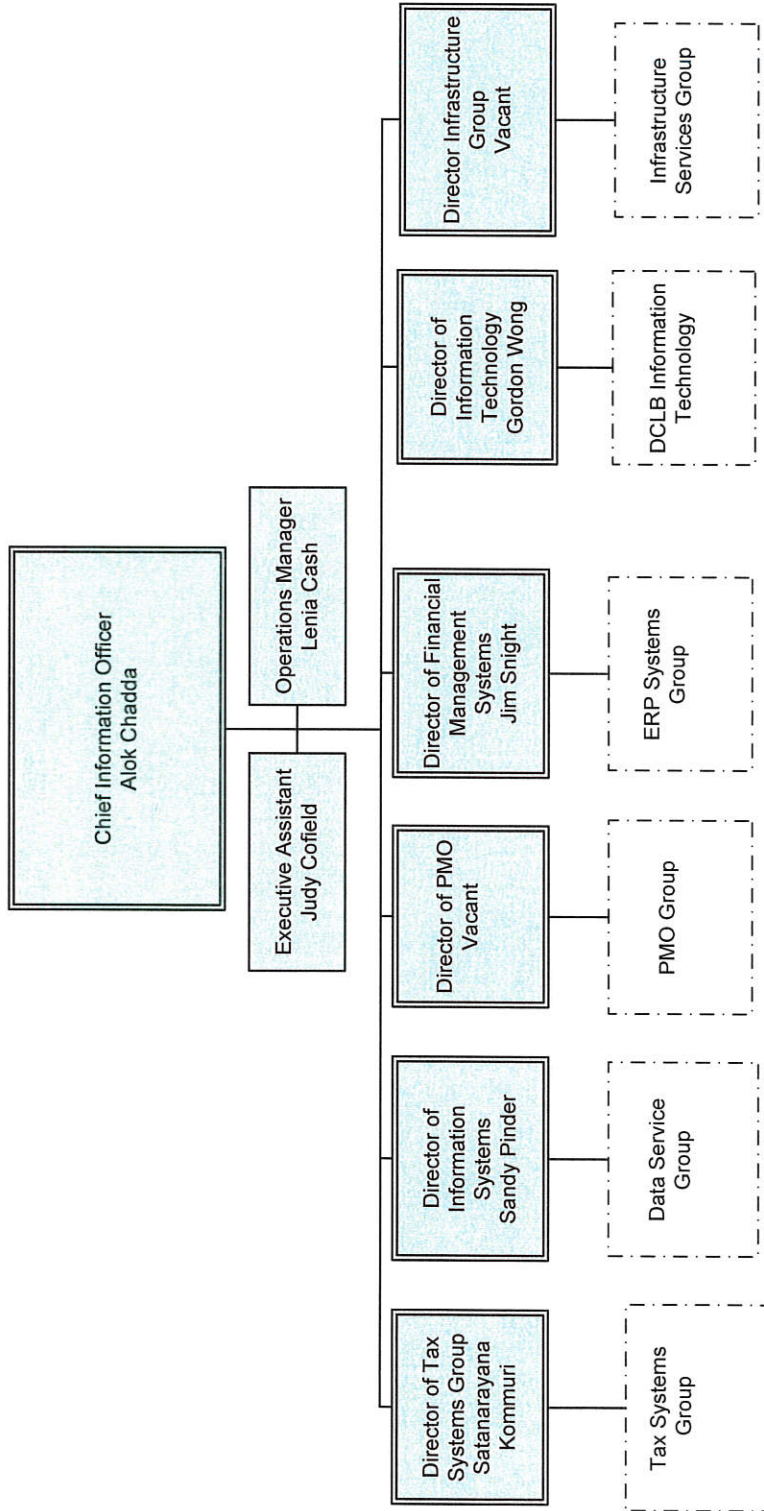 Chief Information Officer
Alok Chadda
Executive Assistant
Judy Cofield
Operations Manager
Lenia Cash
Director of Tax
Systems Group
Satanarayana
Kommuri
Director of
Information
Systems
Sandy Pinder
Director of PMO
Vacant
Director of Financial
Management
Systems
Jim Snight
Director of
Information
Technology
Gordon Wong
Director Infrastructure
Group
Vacant
Tax Systems
Group
Data Service
Group
PMO Group
ERP Systems
Group
DCLB Information
Technology
Infrastructure
Services Group